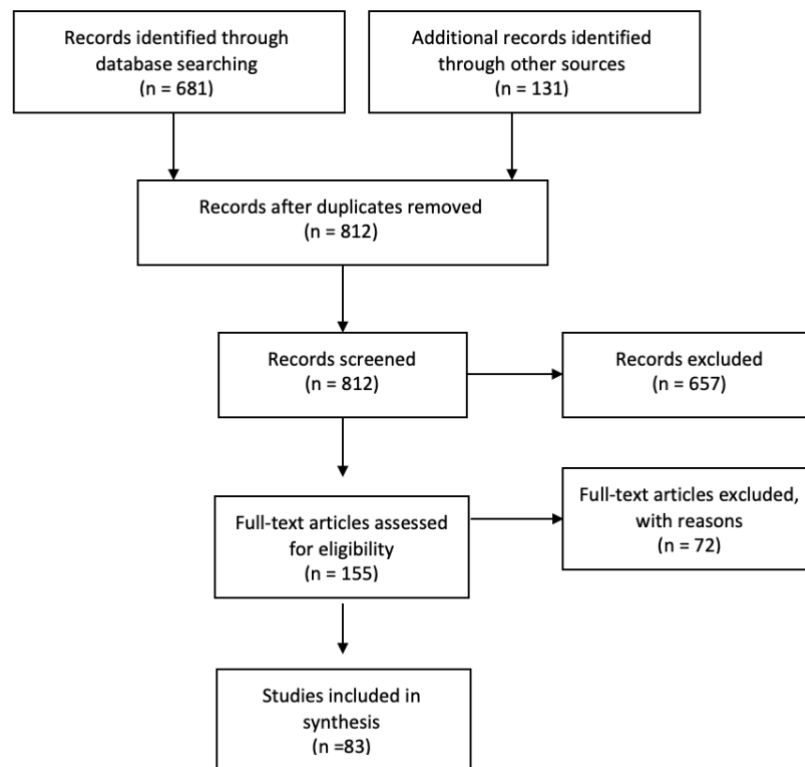 Records identified through
database searching
(n = 681)
Additional records identified
through other sources
(n = 131)
Records after duplicates removed
(n = 812)
Records screened
(n = 812)
Records excluded
(n = 657)
Full-text articles assessed
for eligibility
(n = 155)
Full-text articles excluded,
with reasons
(n = 72)
Studies included in
synthesis
(n =83)